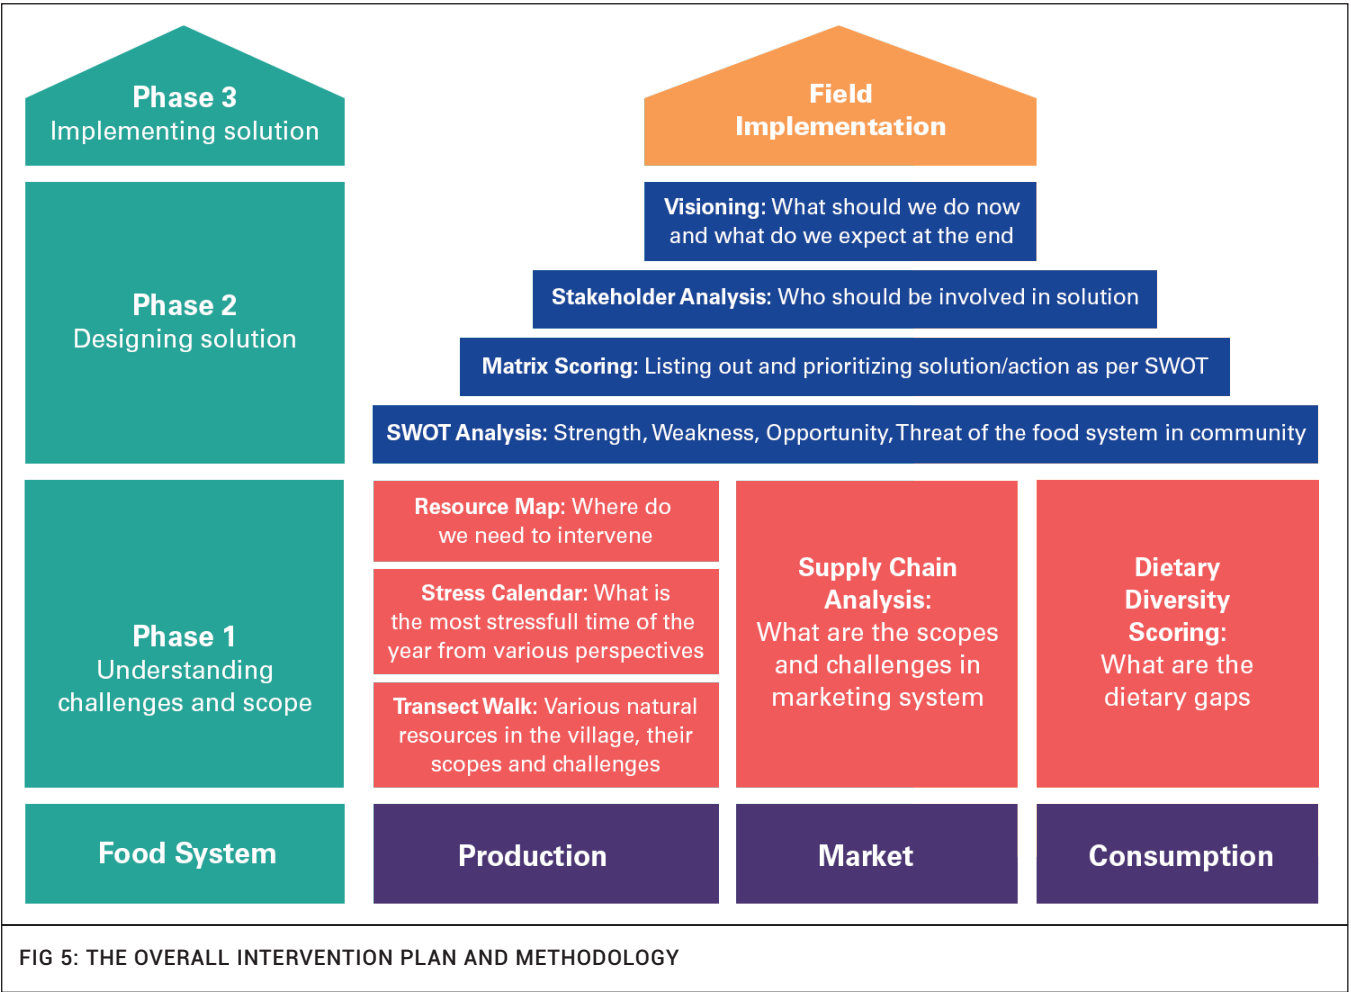 Phase 3
Implementing solution
Field
Implementation
Phase 2
Designing solution
Visioning: What should we do now
and what do we expect at the end
Stakeholder Analysis: Who should be involved in solution
Matrix Scoring: Listing out and prioritizing solution/action as per SWOT
SWOT Analysis: Strength, Weakness, Opportunity, Threat of the food system in community
Phase 1
Understanding
challenges and scope
Resource Map: Where do
we need to intervene
Stress Calendar: What is
the most stressfull time of the
year from various perspectives
Transect Walk: Various natural
resources in the village, their
scopes and challenges
Supply Chain
Analysis:
What are the scopes
and challenges in
marketing system
Dietary
Diversity
Scoring:
What are the
dietary gaps
Food System
Production
Market
Consumption
FIG 5: THE OVERALL INTERVENTION PLAN AND METHODOLOGY